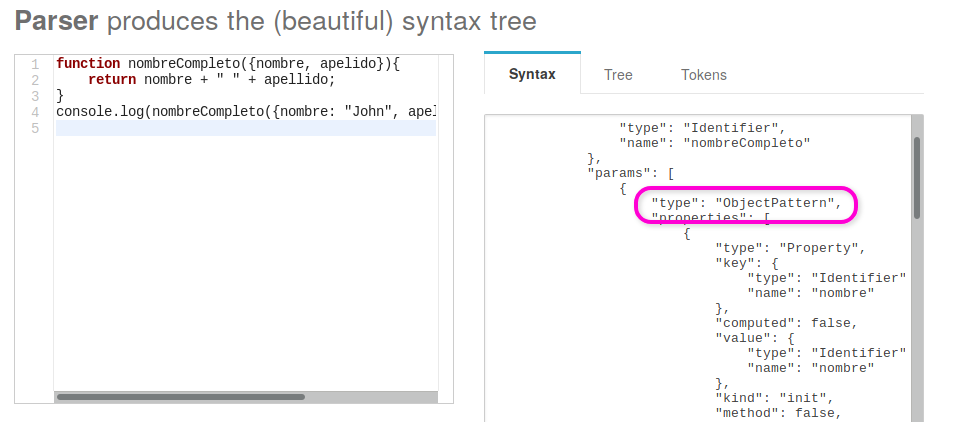 Parser produces the (beautiful) syntax tree
1 function nombreCompleto({nombre, apelido}){
2     return nombre + " " + apellido;
3 }
4 console.log(nombreCompleto({nombre: "John", apel
5
Syntax Tree Tokens
"type": "Identifier",
"name": "nombreCompleto"
},
"params": [
{
"type": "ObjectPattern",
"properties": [
{
"type": "Property",
"key": {
"type": "Identifier"
"name": "nombre"
},
"computed": false,
"value": {
"type": "Identifier"
"name": "nombre"
},
"kind": "init",
"method": false,